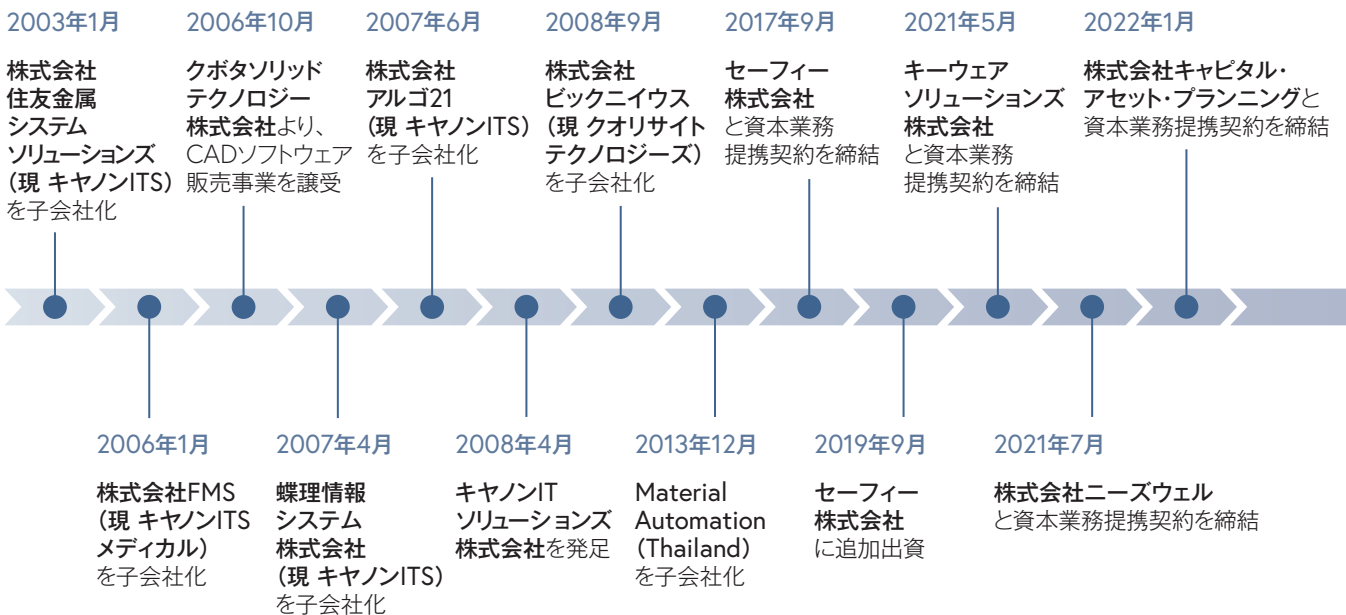 2003年1月
株式会社
住友金属
システム
ソリューションズ
（現 キヤノンITS）
を子会社化
2006年10月
クボタソリッド
テクノロジー
株式会社より、
CADソフトウェア
販売事業を譲受
2007年6月
株式会社
アルゴ21
（現 キヤノンITS）
を子会社化
2008年9月
株式会社
ビックニイウス
（現 クオリサイト
テクノロジーズ）
を子会社化
2017年9月
セーフィー
株式会社
と資本業務
提携契約を締結
2021年5月
キーウェア
ソリューションズ
株式会社
と資本業務
提携契約を締結
2022年1月
株式会社キャピタル・
アセット・プランニングと
資本業務提携契約を締結
2006年1月
株式会社FMS
（現 キヤノンITS
メディカル）
を子会社化
2007年4月
蝶理情報
システム
株式会社
（現 キヤノンITS）
を子会社化
2008年4月
キヤノンIT
ソリューションズ
株式会社を発足
2013年12月
Material
Automation
（Thailand）
を子会社化
2019年9月
セーフィー
株式会社
に追加出資
2021年7月
株式会社ニーズウェル
と資本業務提携契約を締結